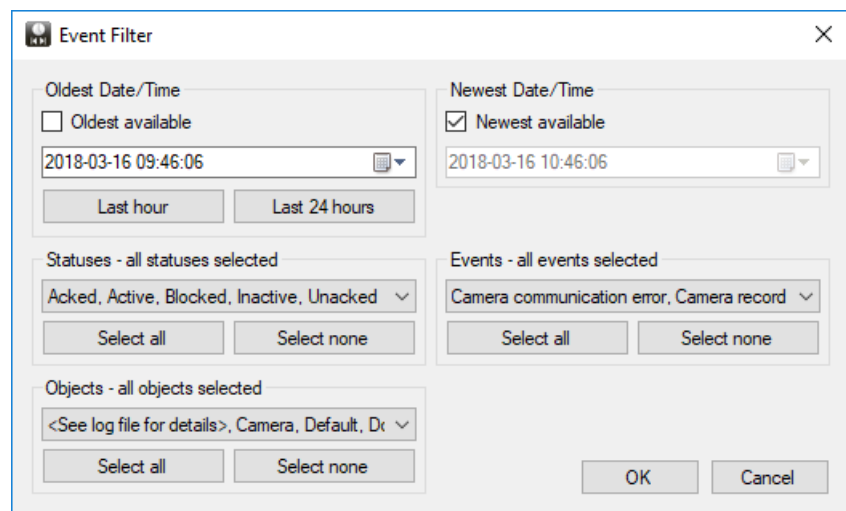 Event Filter
Oldest Date/Time
Oldest available
2018-03-16 09:46:06
Last hour
Last 24 hours
Newest Date/Time
Newest available
2018-03-16 10:46:06
Statuses - all statuses selected
Acked, Active, Blocked, Inactive, Unacked
Select all
Select none
Events - all events selected
Camera communication error, Camera record
Select all
Select none
Objects - all objects selected
<See log file for details>, Camera, Default, Do
Select all
Select none
OK
Cancel